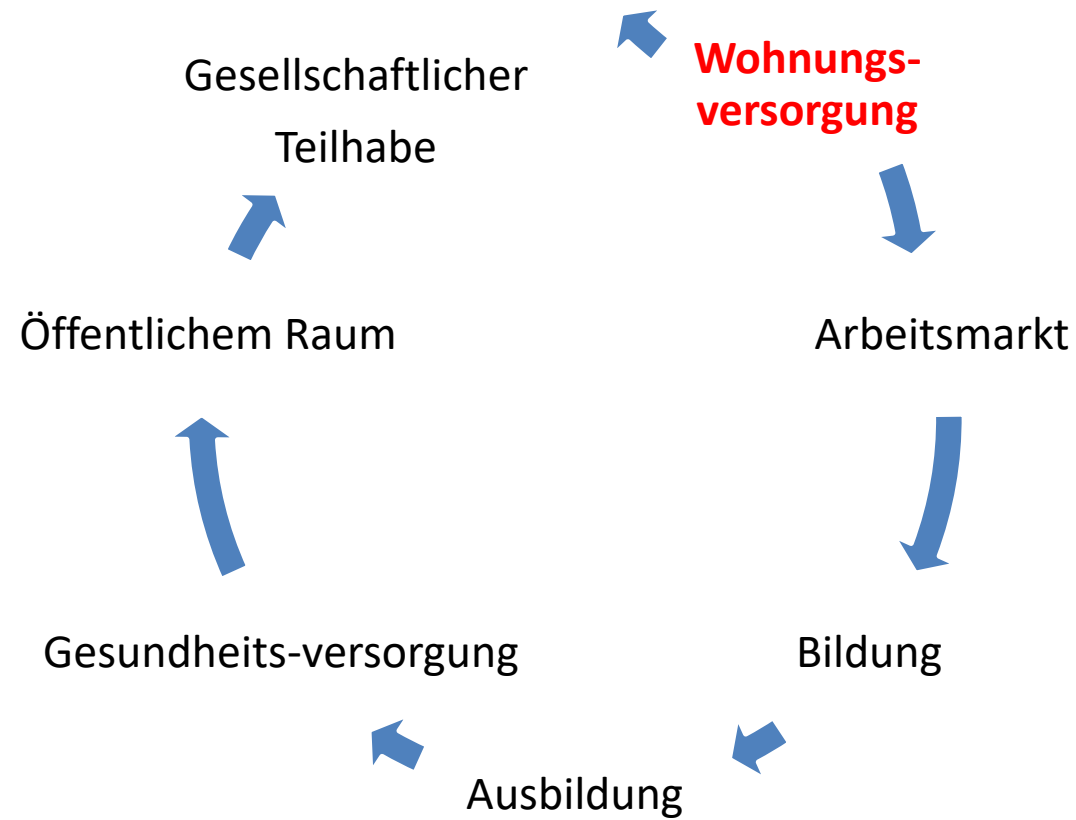 Wohnungs-
versorgung
Arbeitsmarkt
Bildung
Ausbildung
Gesundheits-versorgung
Öffentlichem Raum
Gesellschaftlicher
Teilhabe